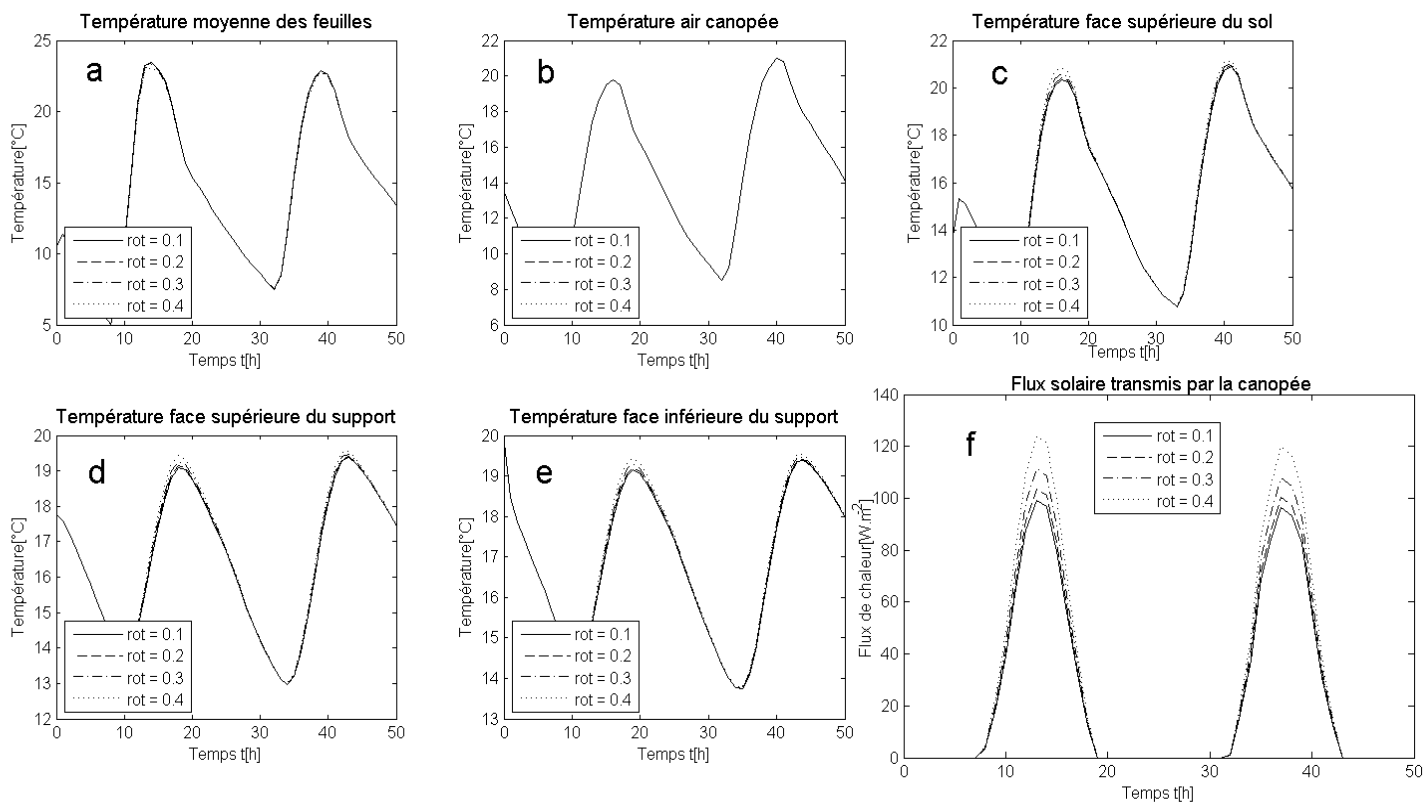 Température moyenne des feuilles
a
25
20
15
10
5
Température[°C]
rot = 0.1
rot = 0.2
rot = 0.3
rot = 0.4
0 10 20 30 40 50
Temps t[h]
Température air canopée
b
22
20
18
16
14
12
10
8
6
Température[°C]
rot = 0.1
rot = 0.2
rot = 0.3
rot = 0.4
0 10 20 30 40 50
Temps t[h]
Température face supérieure du sol
c
22
20
18
16
14
12
10
Température[°C]
rot = 0.1
rot = 0.2
rot = 0.3
rot = 0.4
0 10 20 30 40 50
Temps t[h]
Température face supérieure du support
d
20
19
18
17
16
15
14
13
12
Température[°C]
rot = 0.1
rot = 0.2
rot = 0.3
rot = 0.4
0 10 20 30 40 50
Temps t[h]
Température face inférieure du support
e
20
19
18
17
16
15
14
13
Température[°C]
rot = 0.1
rot = 0.2
rot = 0.3
rot = 0.4
0 10 20 30 40 50
Temps t[h]
Flux solaire transmis par la canopée
f
140
120
100
80
60
40
20
0
Flux de chaleur[W.m²]
rot = 0.1
rot = 0.2
rot = 0.3
rot = 0.4
0 10 20 30 40 50
Temps t[h]